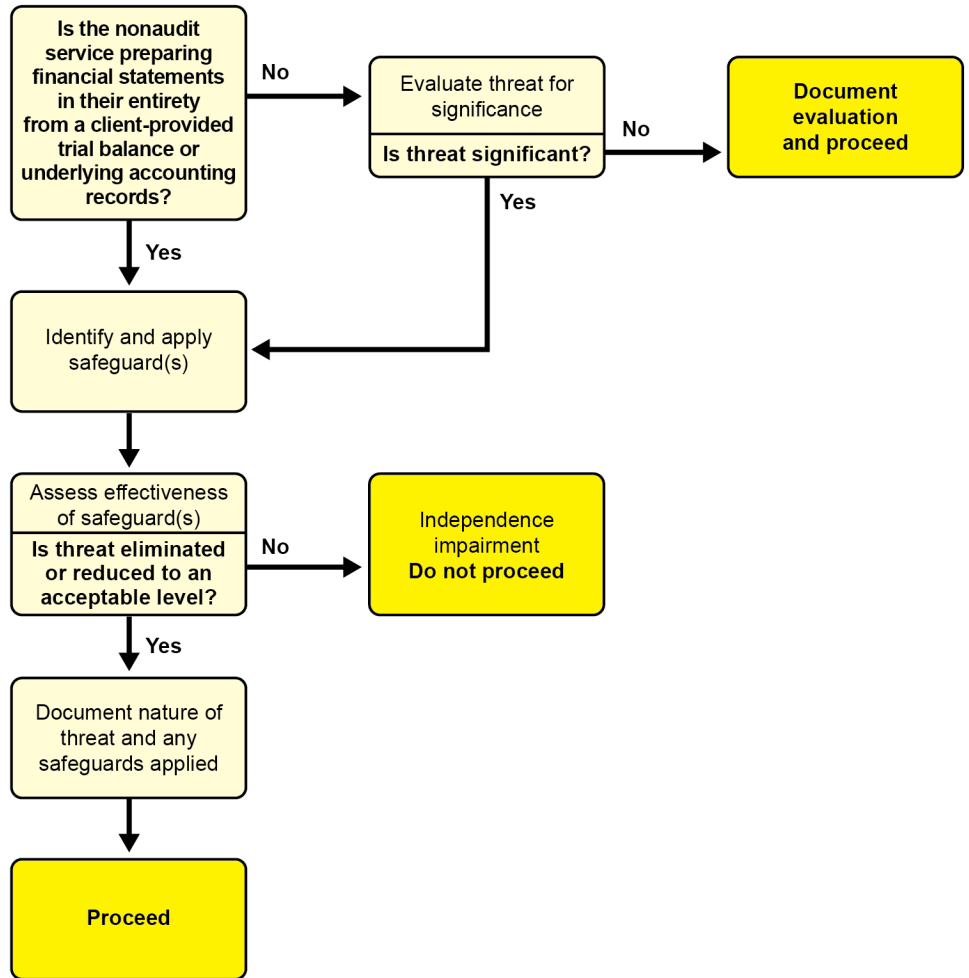 Is the nonaudit
service preparing
financial statements
in their entirety
from a client-provided
trial balance or
underlying accounting
records?
No
Evaluate threat for
significance
Is threat significant?
No
Document
evaluation
and proceed
Yes
Yes
Identify and apply
safeguard(s)
Assess effectiveness
of safeguard(s)
Is threat eliminated
or reduced to an
acceptable level?
No
Independence
impairment
Do not proceed
Yes
Document nature of
threat and any
safeguards applied
Proceed